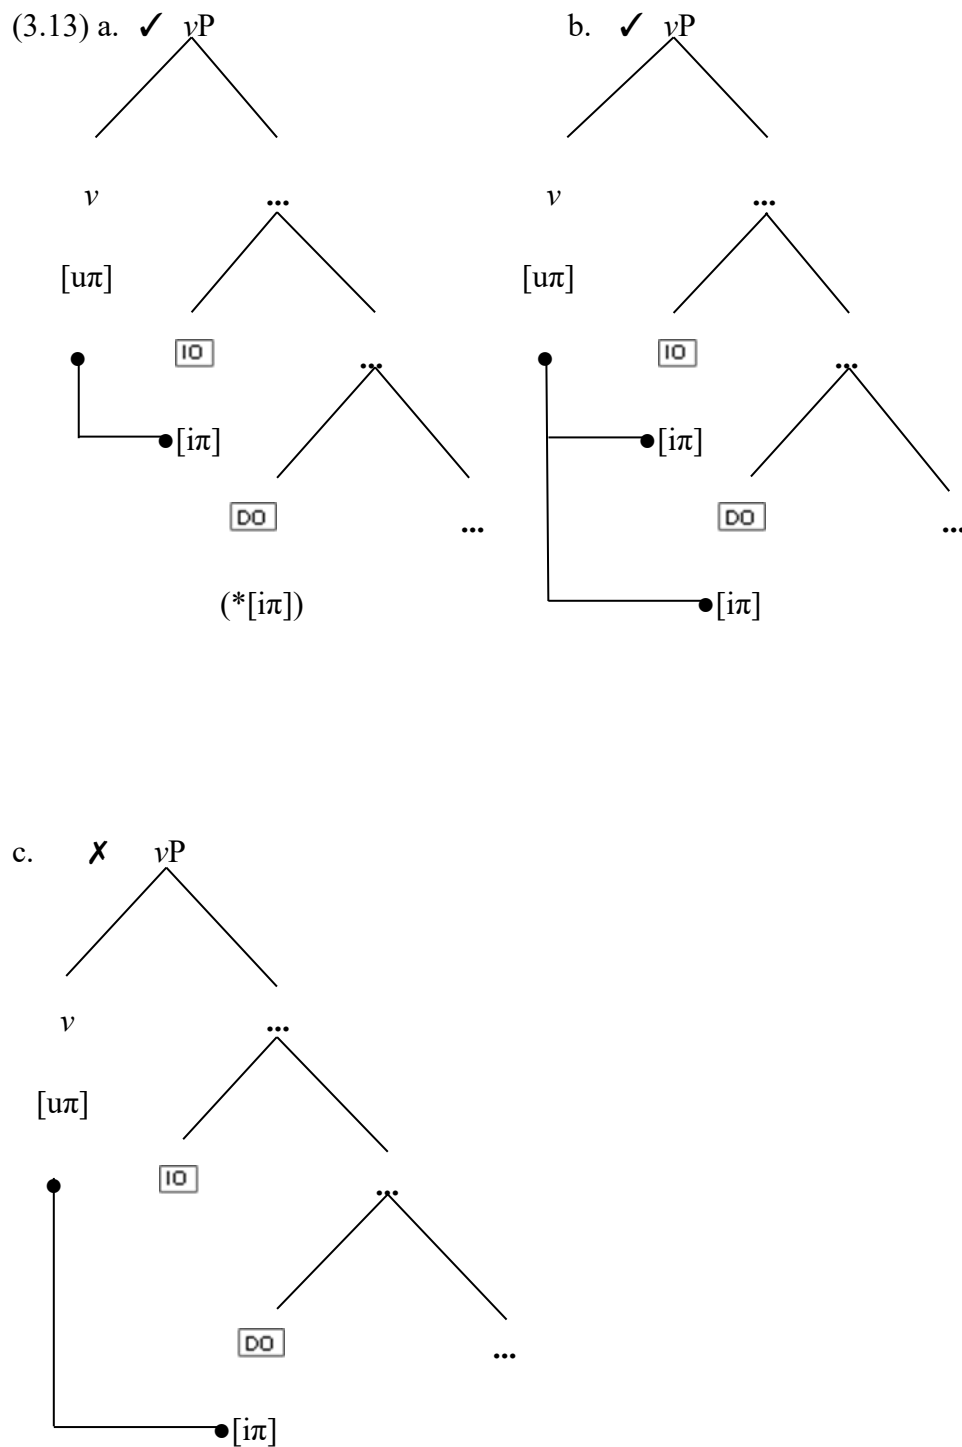 (3.13) a. ✓ vP
v ...
[uπ]
IO ...
[iπ]
DO ...
(*[iπ])
b. ✓ vP
v ...
[uπ]
IO ...
[iπ]
DO ...
[iπ]
c. ✗ vP
v ...
[uπ]
IO ...
DO ...
[iπ]